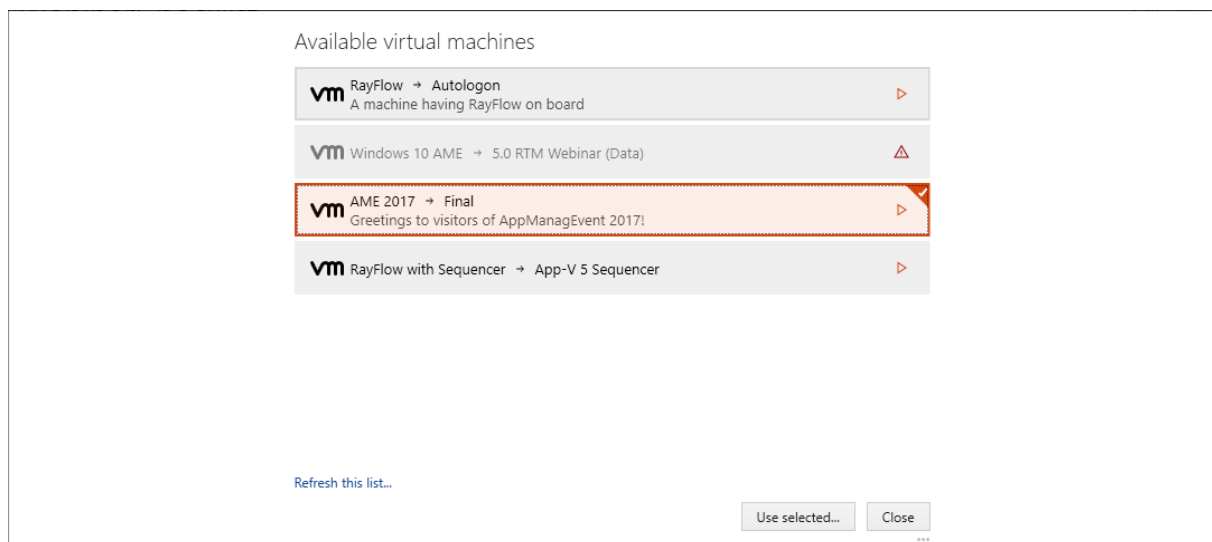 Available virtual machines
vm RayFlow → Autologon
A machine having RayFlow on board
vm Windows 10 AME → 5.0 RTM Webinar (Data)
vm AME 2017 → Final
Greetings to visitors of AppManagEvent 2017!
vm RayFlow with Sequencer → App-V 5 Sequencer
Refresh this list...
Use selected...
Close